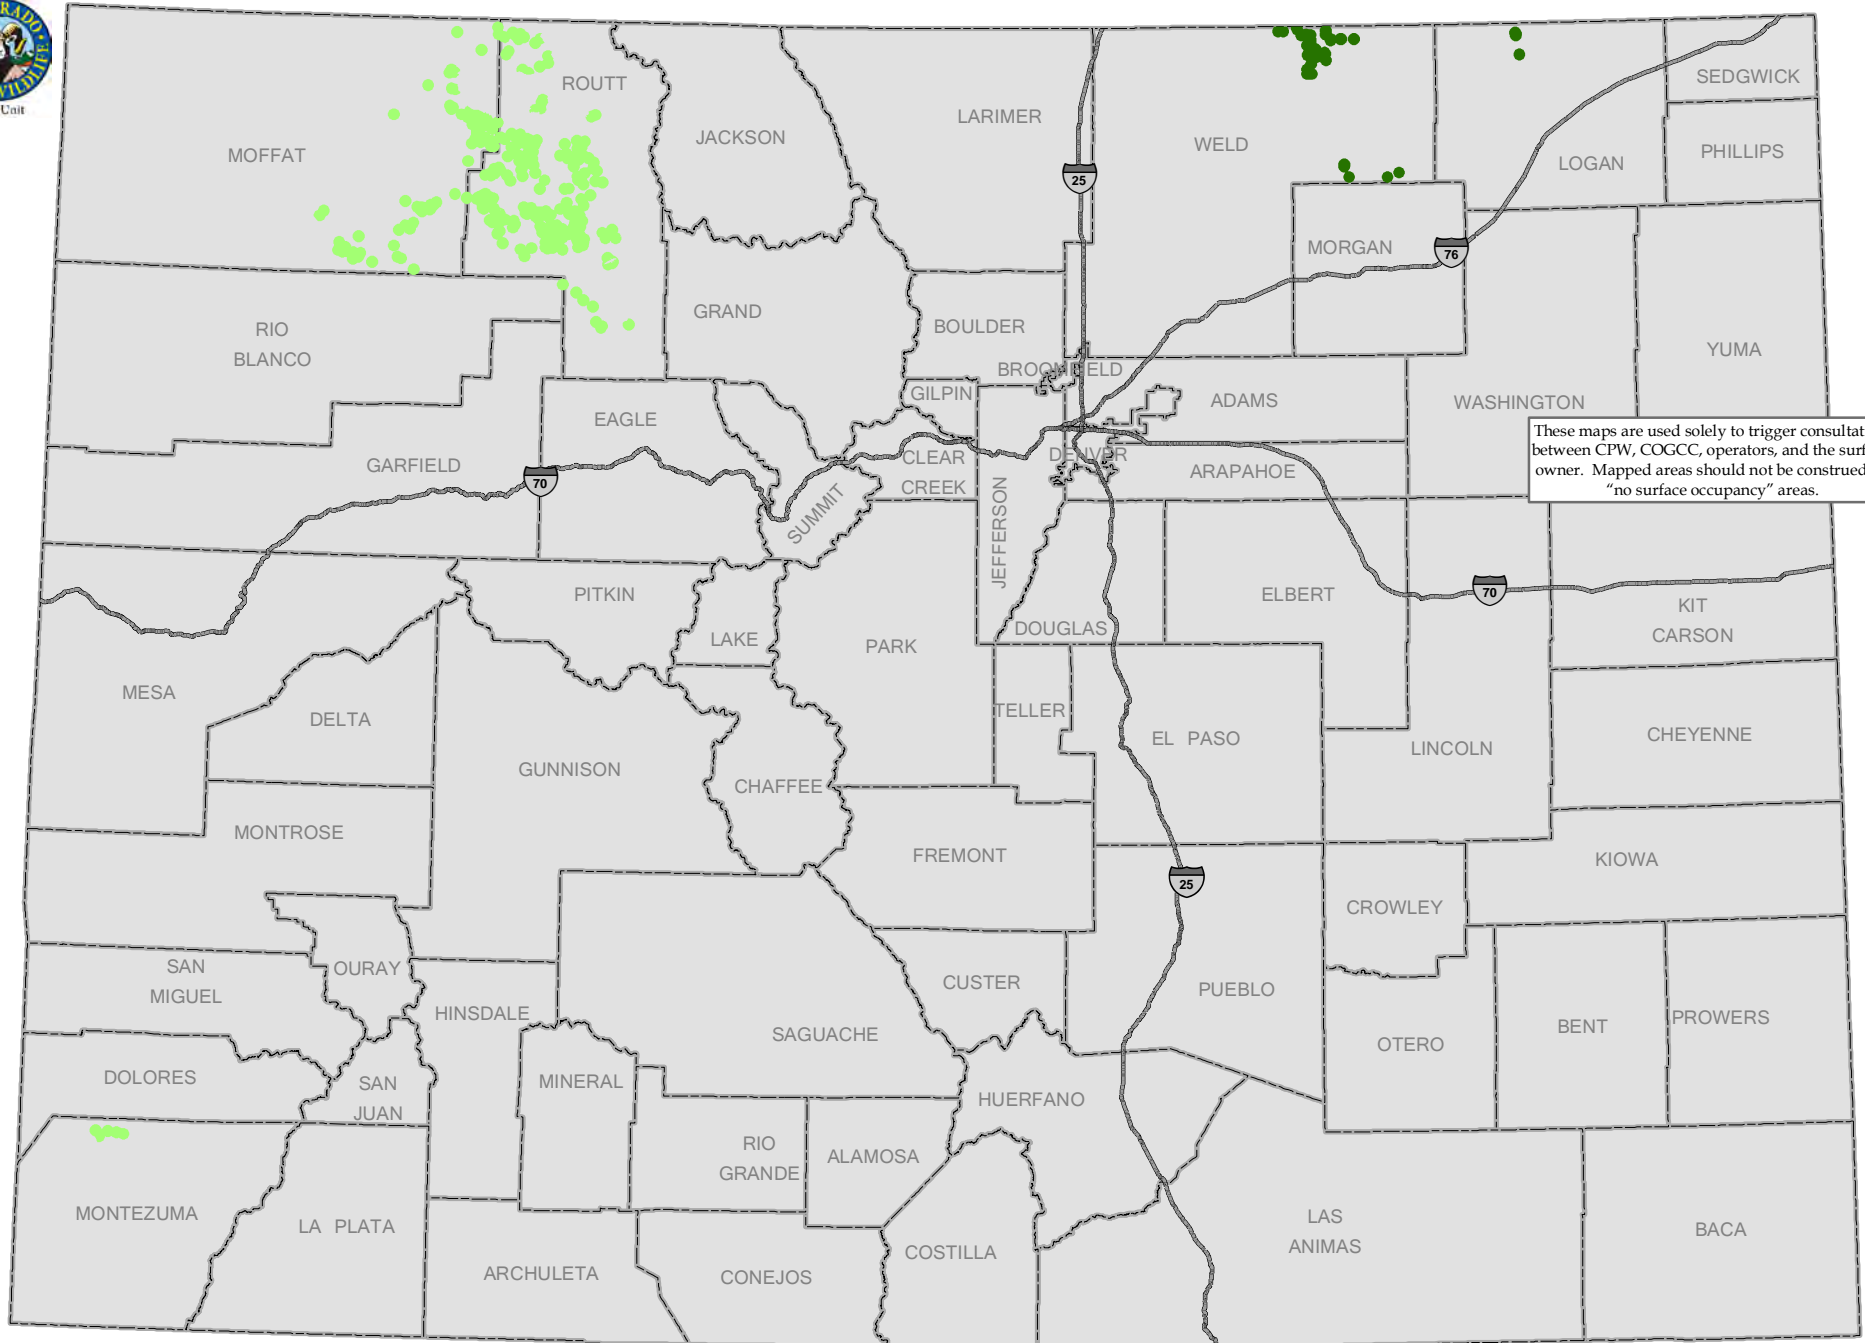 RADO
WILDLIFE
Unit
ROUTT
SEDGWICK
LARIMER
JACKSON
WELD
MOFFAT
PHILLIPS
LOGAN
25
MORGAN
76
GRAND
RIO
BLANCO
BOULDER
YUMA
BROOMFIELD
GILPIN
ADAMS
WASHINGTON
EAGLE
These maps are used solely to trigger consultat
between CPW, COGCC, operators, and the surf
owner. Mapped areas should not be construed
“no surface occupancy” areas.
GARFIELD
CLEAR
CREEK
DENVER
ARAPAHOE
70
SUMMIT
JEFFERSON
PITKIN
ELBERT
70
KIT
CARSON
LAKE
DOUGLAS
PARK
MESA
DELTA
TELLER
EL PASO
LINCOLN
CHEYENNE
GUNNISON
CHAFFEE
MONTROSE
FREMONT
KIOWA
25
CROWLEY
SAN
MIGUEL
OURAY
CUSTER
PUEBLO
HINSDALE
PROWERS
BENT
SAGUACHE
OTERO
DOLORES
SAN
JUAN
MINERAL
HUERFANO
RIO
GRANDE
ALAMOSA
MONTEZUMA
LA PLATA
LAS
ANIMAS
BACA
COSTILLA
ARCHULETA
CONEJOS